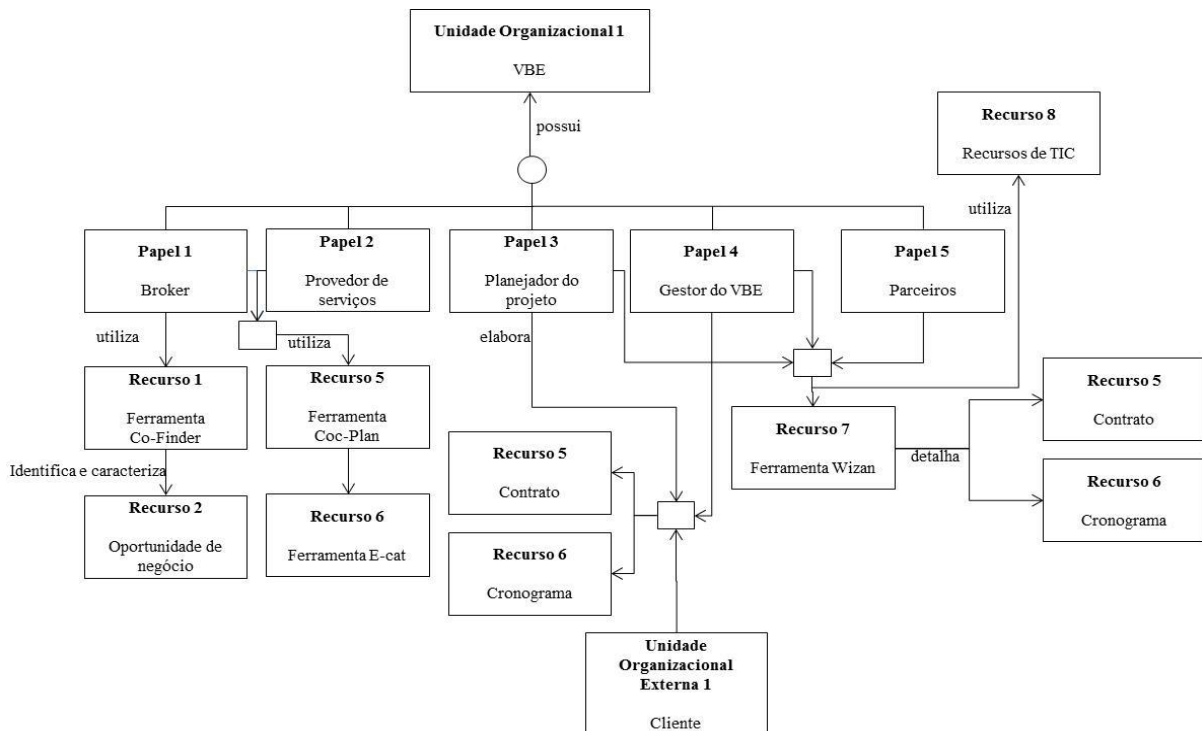 Unidade Organizacional 1
VBE
possui
Recurso 8
Recursos de TIC
utiliza
Papel 1
Broker
Papel 2
Provedor de
serviços
Papel 3
Planejador do
projeto
Papel 4
Gestor do VBE
Papel 5
Parceiros
utiliza
utiliza
elabora
Recurso 1
Ferramenta
Co-Finder
Recurso 5
Ferramenta
Coc-Plan
Recurso 5
Contrato
Recurso 7
Ferramenta Wizan
detalha
Identifica e caracteriza
Recurso 5
Contrato
Recurso 2
Oportunidade de
negócio
Recurso 6
Ferramenta E-cat
Recurso 6
Cronograma
Recurso 6
Cronograma
Unidade
Organizacional
Externa 1
Cliente